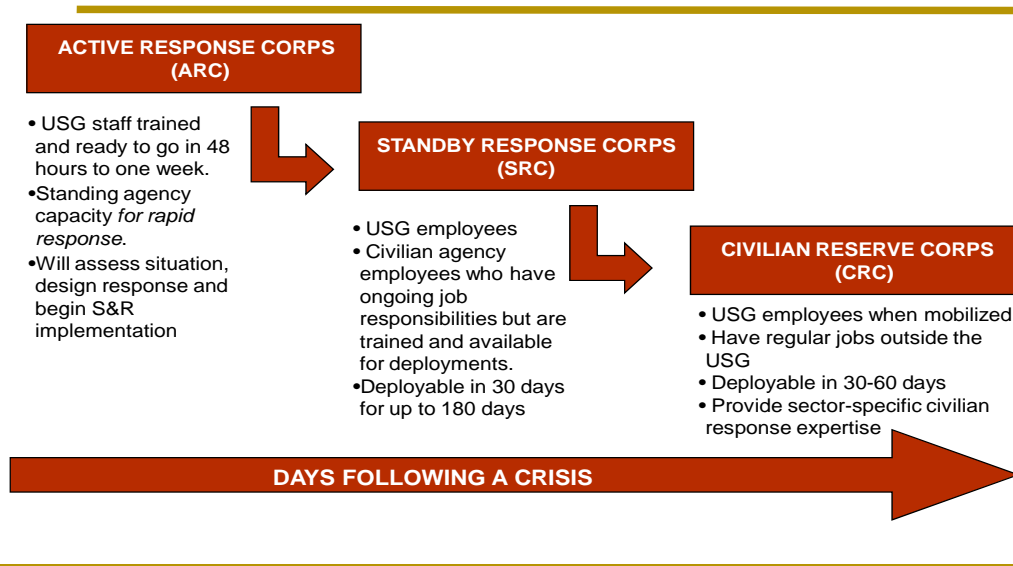 ACTIVE RESPONSE CORPS
(ARC)
• USG staff trained
and ready to go in 48
hours to one week.
•Standing agency
capacity for rapid
response.
•Will assess situation,
design response and
begin S&R
implementation
STANDBY RESPONSE CORPS
(SRC)
• USG employees
• Civilian agency
employees who have
ongoing job
responsibilities but are
trained and available
for deployments.
•Deployable in 30 days
for up to 180 days
CIVILIAN RESERVE CORPS
(CRC)
• USG employees when mobilized
• Have regular jobs outside the
USG
• Deployable in 30-60 days
• Provide sector-specific civilian
response expertise
DAYS FOLLOWING A CRISIS